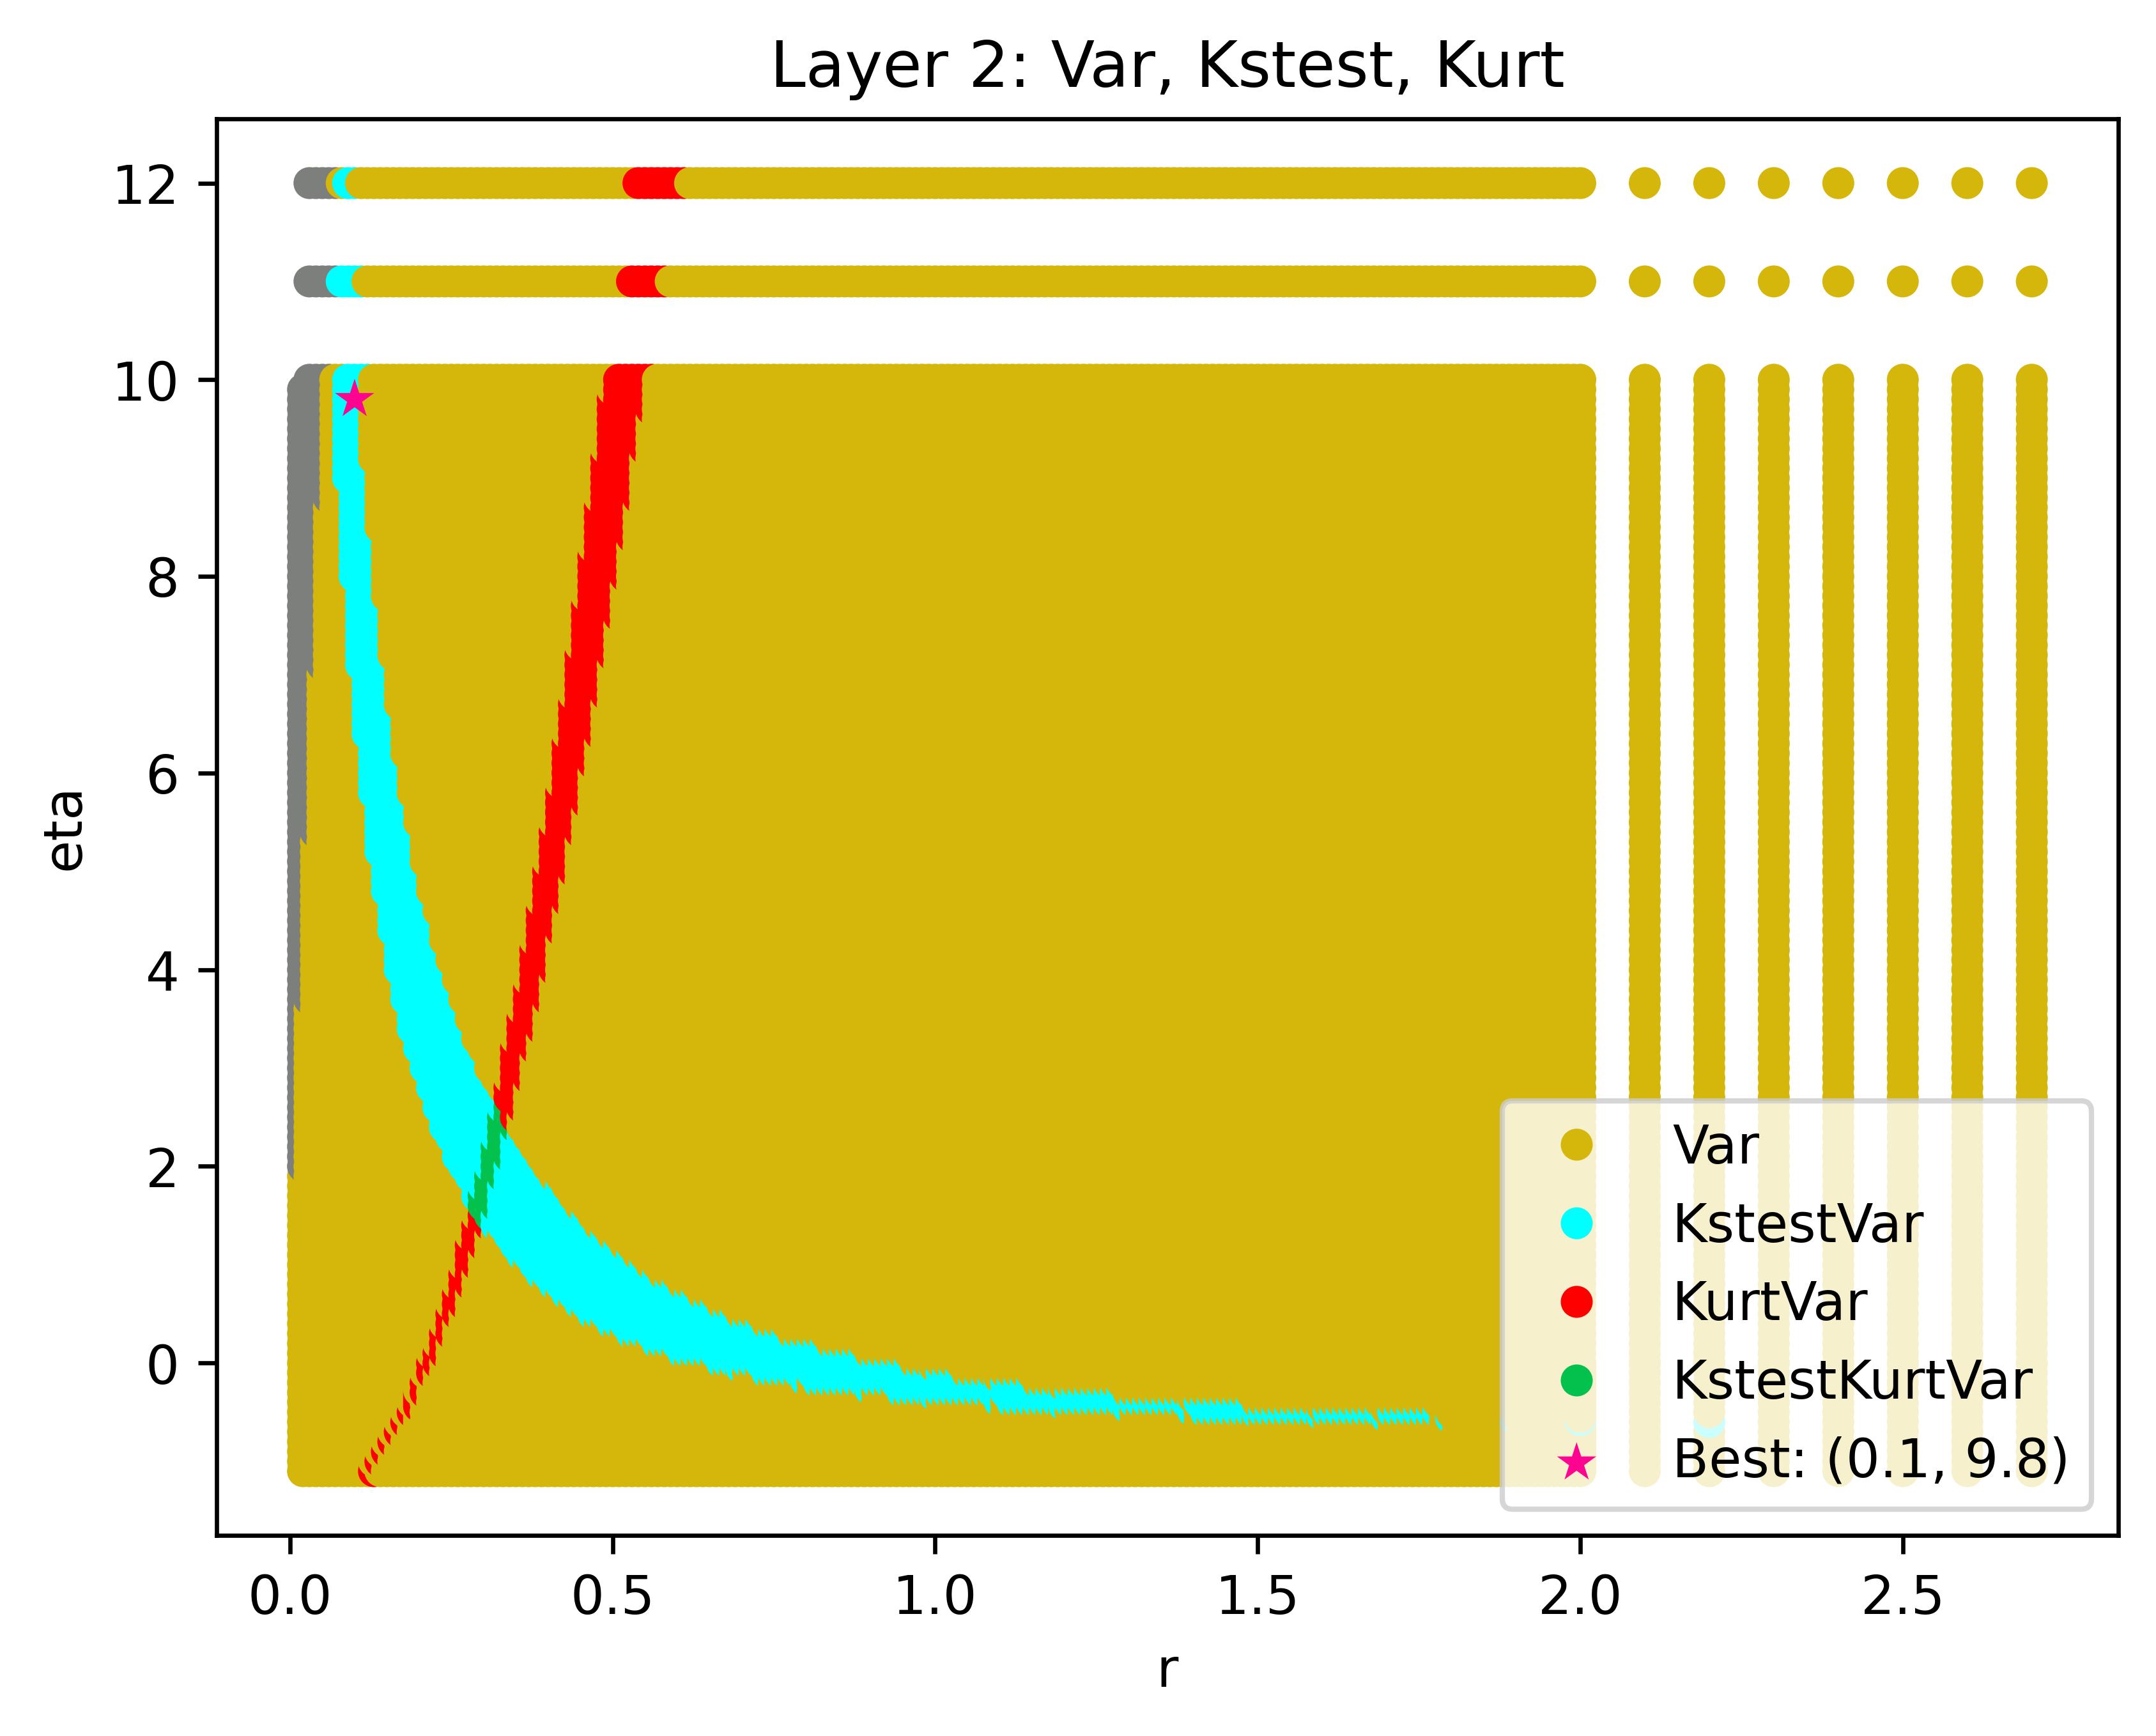 Layer 2: Var, Kstest, Kurt
12
10
8
6
4
2
0
eta
Var
KstestVar
KurtVar
KstestKurtVar
Best: (0.1, 9.8)
0.0 0.5 1.0 1.5 2.0 2.5
r